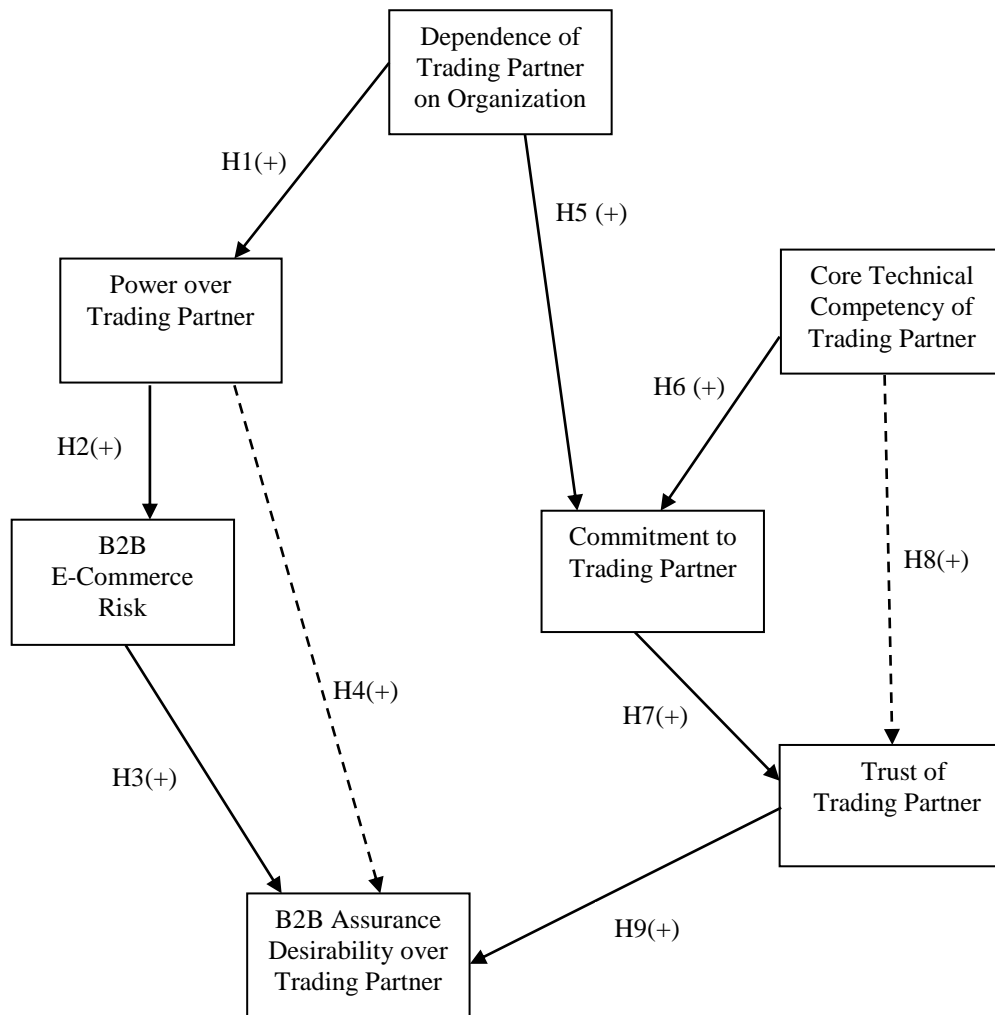 Dependence of
Trading Partner
on Organization
H1(+)
H5 (+)
Power over
Trading Partner
Core Technical
Competency of
Trading Partner
H6 (+)
H2(+)
B2B
E-Commerce
Risk
Commitment to
Trading Partner
H8(+)
H4(+)
H7(+)
H3(+)
Trust of
Trading Partner
B2B Assurance
Desirability over
Trading Partner
H9(+)